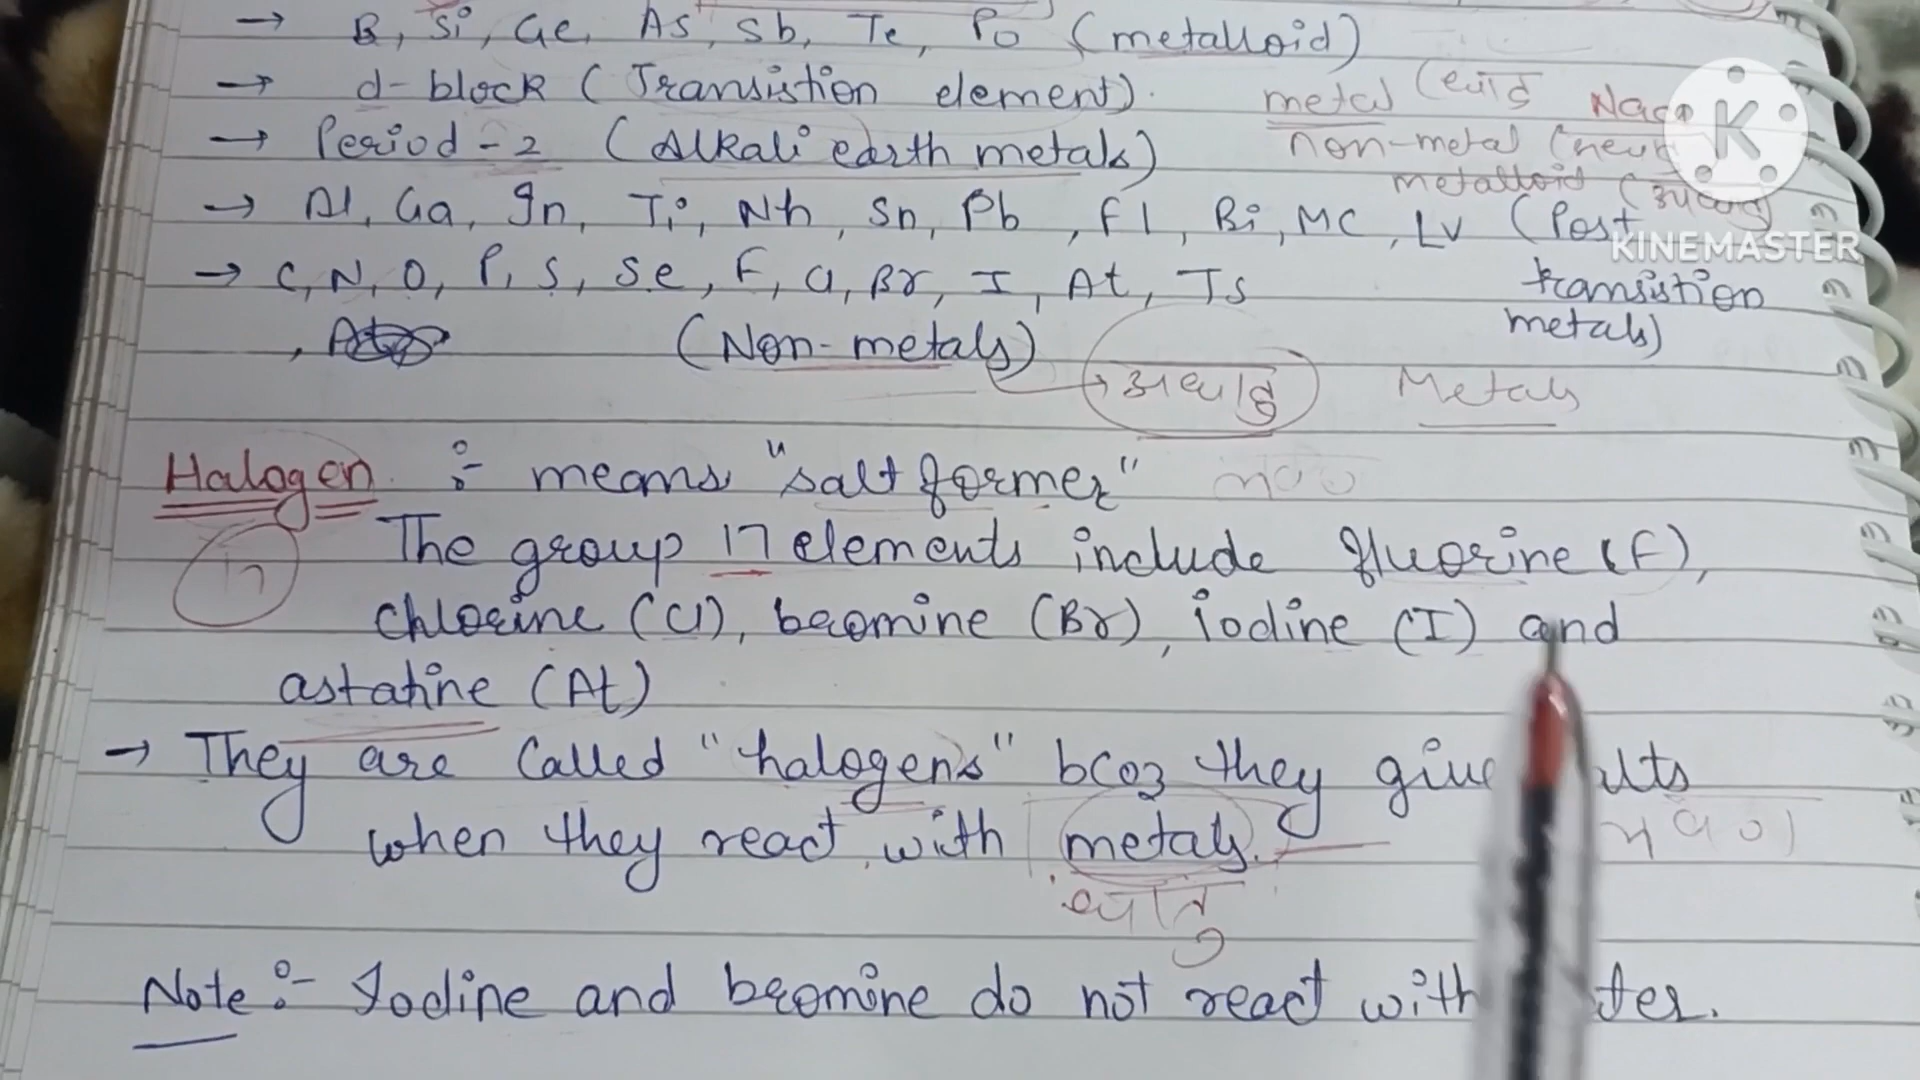 → B, Si, Ge, As, Sb, Te, Po (metalloid)
→ d-block (Transistion element).
metal (धातु Nacn
→ Period-2 (Alkali earth metals)
non-metal (
metalloid (
→ Al, Ga, In, Ti, Nh, Sn, Pb, Fl, Bi, MC, Lv (Post
KINEMASTER
transistion
metals)
→ C, N, O, P, S, Se, F, Cl, Br, I, At, Ts
, (Non-metals) → अधातु Metals
Halogen :- means "salt former" नमक
17
The group 17 elements include fluorine (F),
chlorine (Cl), bromine (Br), iodine (I) and
astatine (At)
→ They are called "halogens" bcoz they give
when they react with metals.
धातु
Note :- Iodine and bromine do not react with